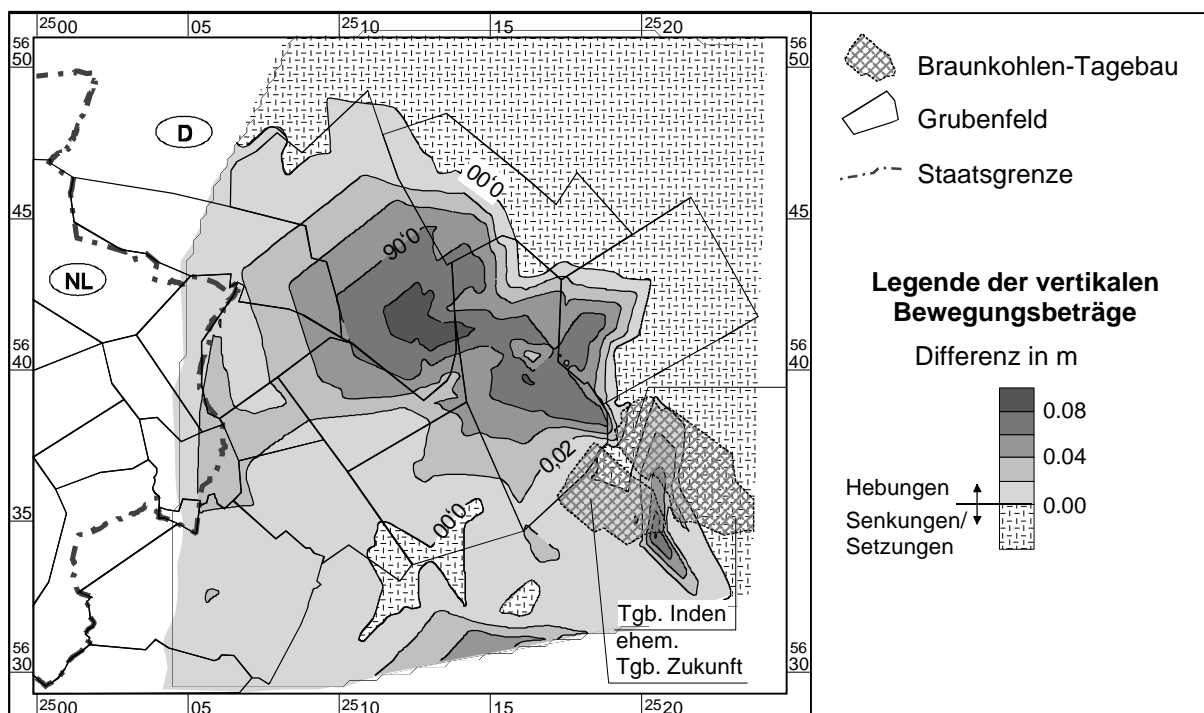 2500 05 2510 15 2520
56
50
56
50
D
45
45
NL
0,00
0,06
56
40
56
40
0,02
0,00
35
35
Tgb. Inden
ehem.
Tgb. Zukunft
56
30
56
30
2500 05 2510 15 2520
Braunkohlen-Tagebau
Grubenfeld
Staatsgrenze
Legende der vertikalen
Bewegungsbeträge
Differenz in m
0.08
0.04
0.00
Hebungen
Senkungen/
Setzungen